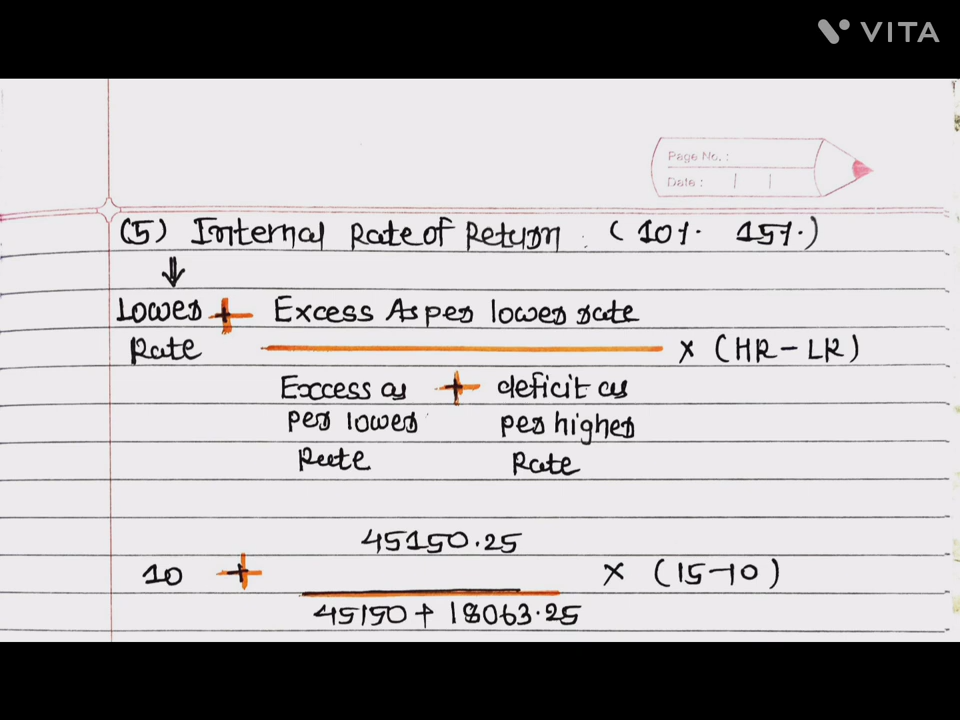 VITA
Page No.:
Date:
(5) Internal Rate of Return. (10%. 15%.)
↓
Lower + Excess As per lower rate
Rate × (HR-LR)
Excess as + deficit as
per lower per higher
Rate Rate
45150.25
10 + × (15-10)
45150 + 18063.25